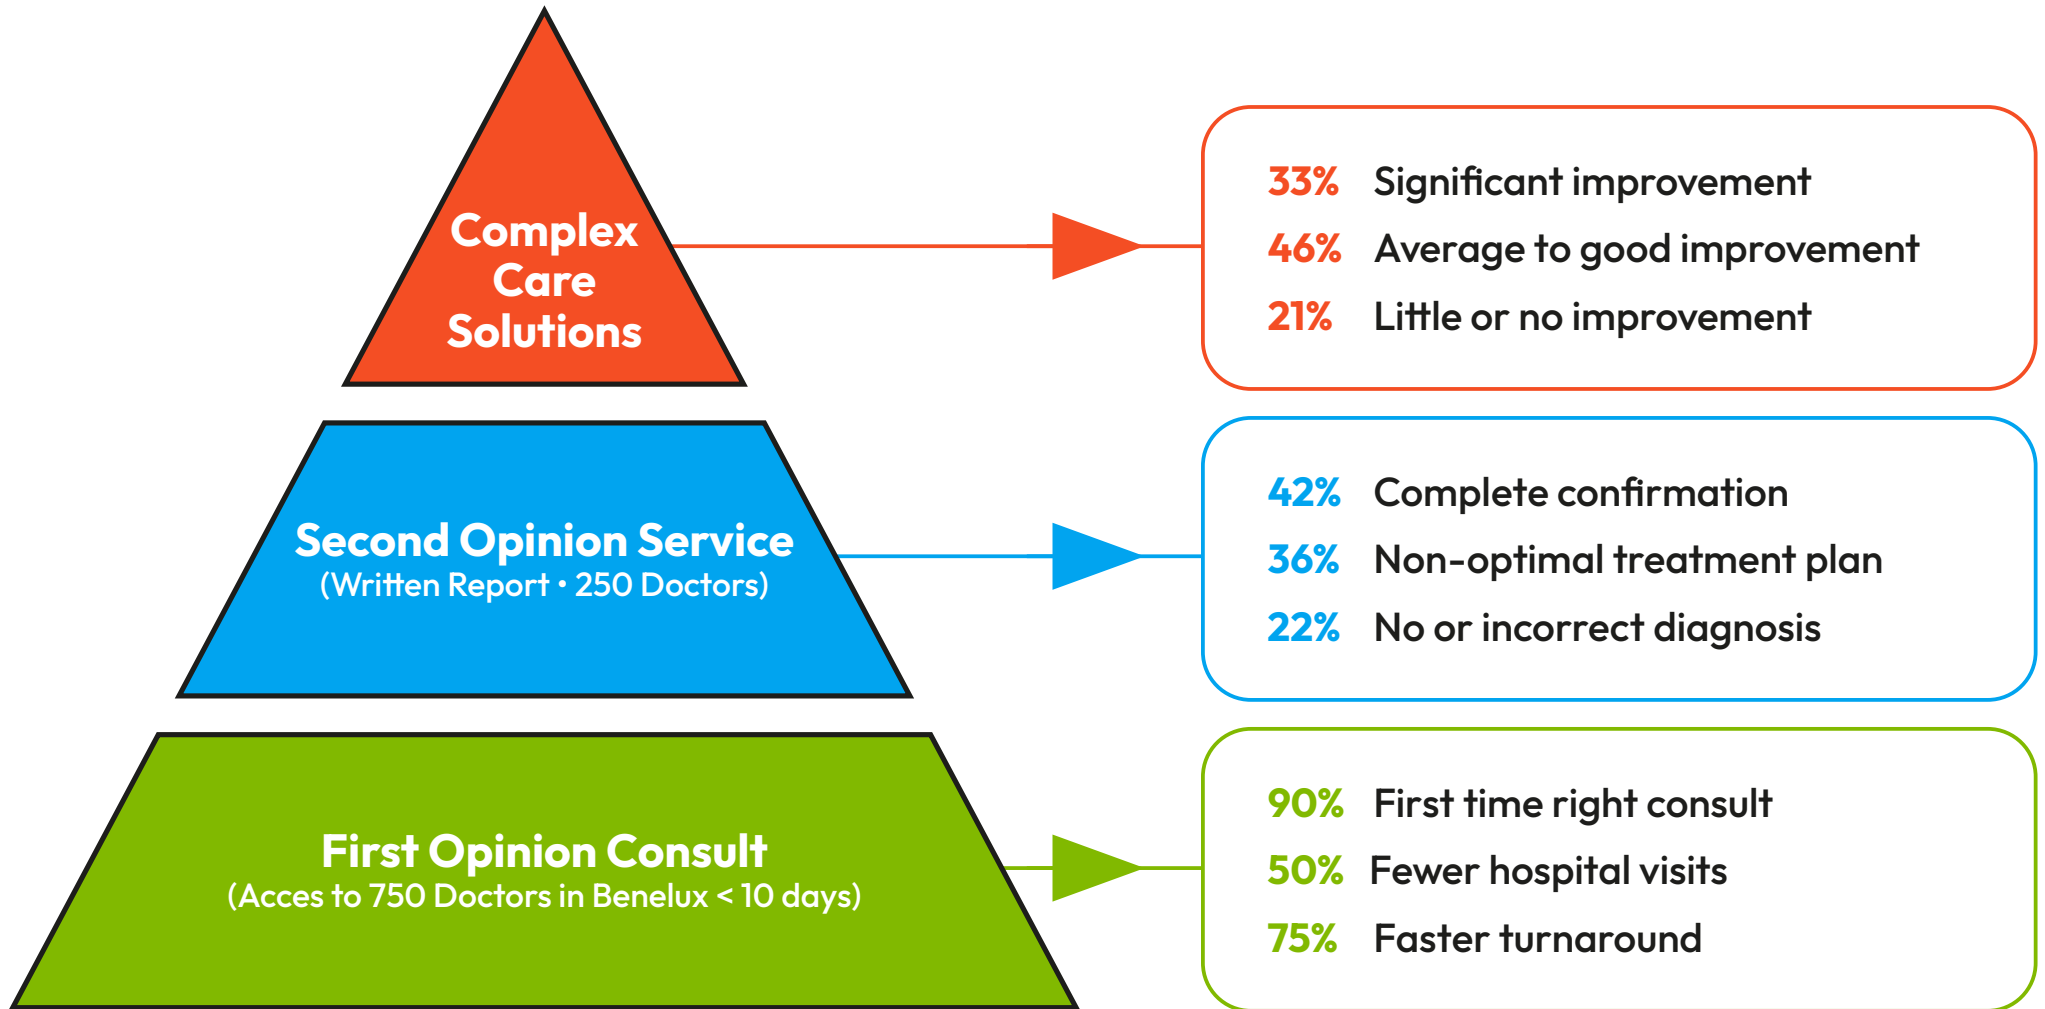 Complex
Care
Solutions
33% Significant improvement
46% Average to good improvement
21% Little or no improvement
Second Opinion Service
(Written Report • 250 Doctors)
42% Complete confirmation
36% Non-optimal treatment plan
22% No or incorrect diagnosis
First Opinion Consult
(Acces to 750 Doctors in Benelux < 10 days)
90% First time right consult
50% Fewer hospital visits
75% Faster turnaround